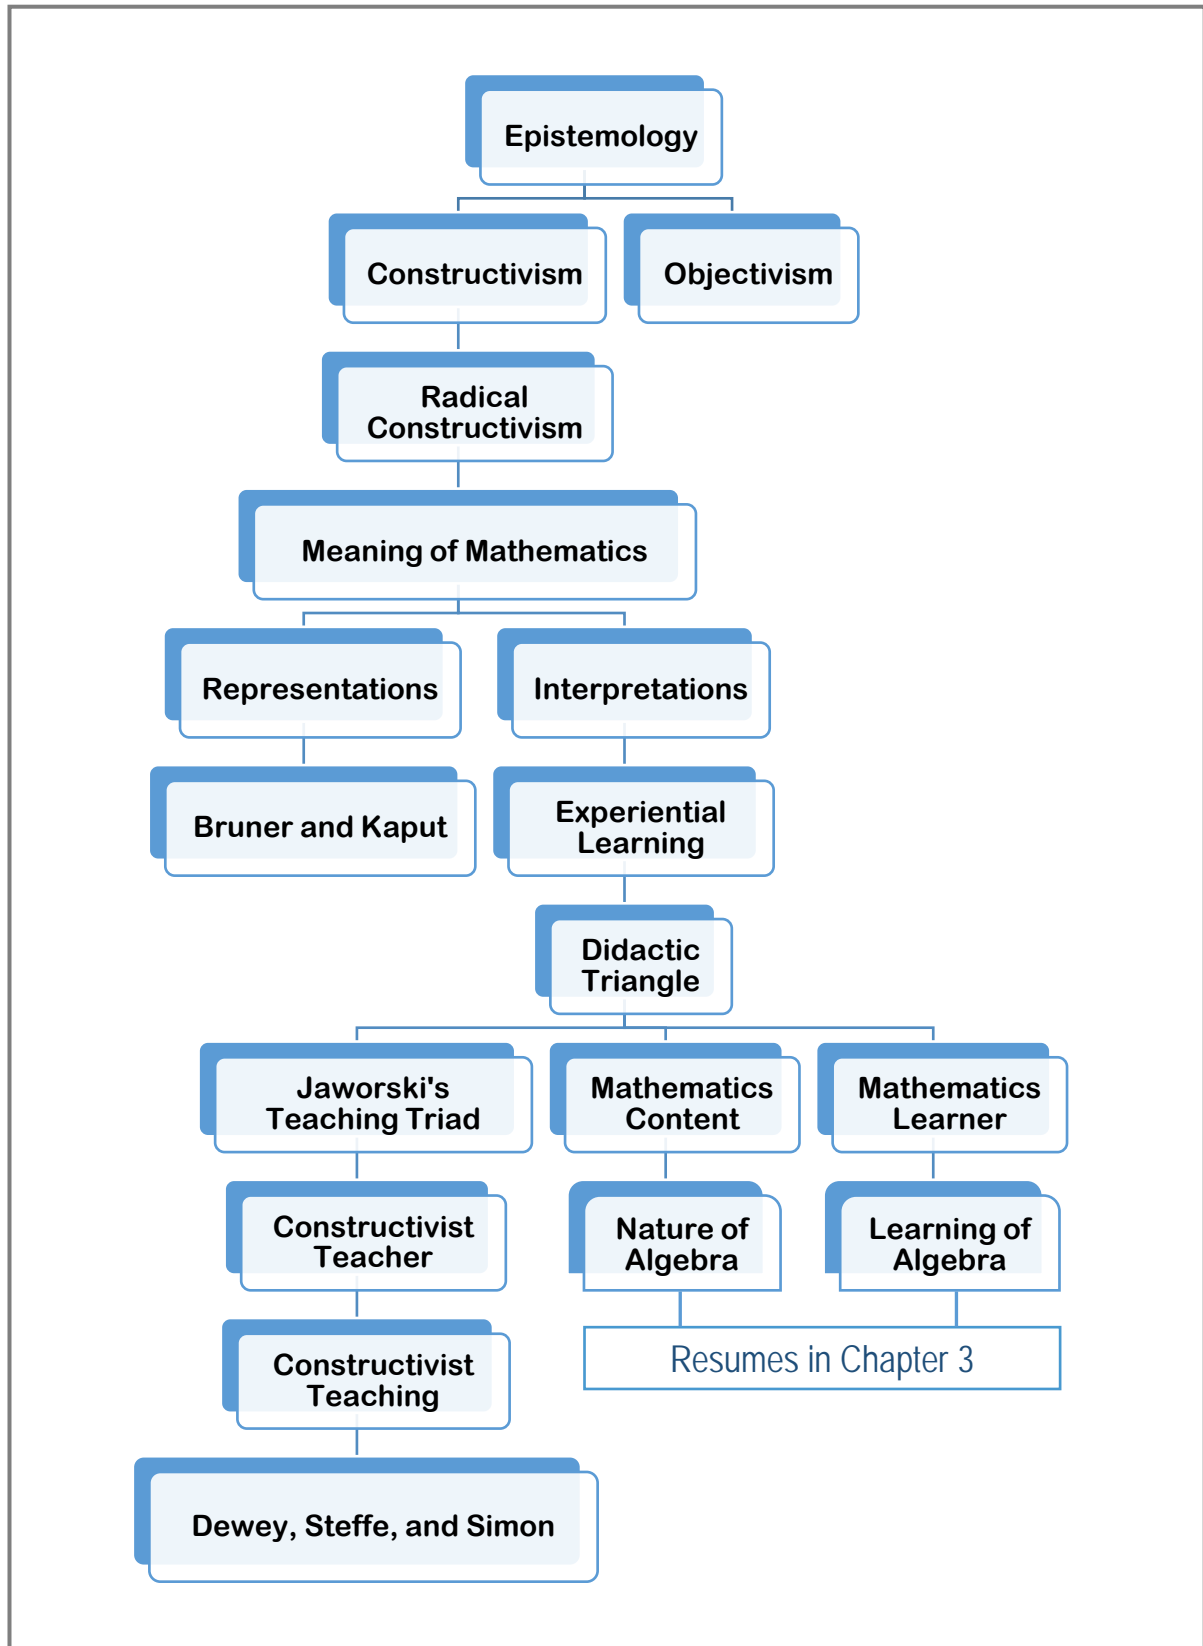 Epistemology
Constructivism
Objectivism
Radical
Constructivism
Meaning of Mathematics
Representations
Interpretations
Bruner and Kaput
Experiential
Learning
Didactic
Triangle
Jaworski's
Teaching Triad
Mathematics
Content
Mathematics
Learner
Constructivist
Teacher
Nature of
Algebra
Learning of
Algebra
Constructivist
Teaching
Resumes in Chapter 3
Dewey, Steffe, and Simon